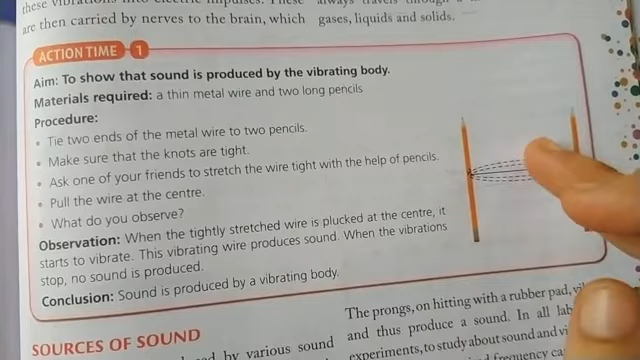 these vibrations into electric impulses. These
are then carried by nerves to the brain, which
always travels through a
gases, liquids and solids.
ACTION TIME 1
Aim: To show that sound is produced by the vibrating body.
Materials required: a thin metal wire and two long pencils
Procedure:
• Tie two ends of the metal wire to two pencils.
• Make sure that the knots are tight.
• Ask one of your friends to stretch the wire tight with the help of pencils.
• Pull the wire at the centre.
• What do you observe?
Observation: When the tightly stretched wire is plucked at the centre, it
starts to vibrate. This vibrating wire produces sound. When the vibrations
stop, no sound is produced.
Conclusion: Sound is produced by a vibrating body.
SOURCES OF SOUND
by various sound
The prongs, on hitting with a rubber pad,
and thus produce a sound. In all
experiments, to study about sound and
frequency